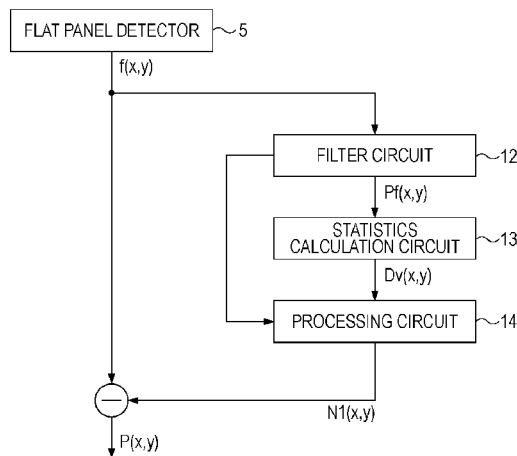 FLAT PANEL DETECTOR 5
f(x,y)
FILTER CIRCUIT 12
Pf(x,y)
STATISTICS
CALCULATION CIRCUIT 13
Dv(x,y)
PROCESSING CIRCUIT 14
N1(x,y)
P(x,y)